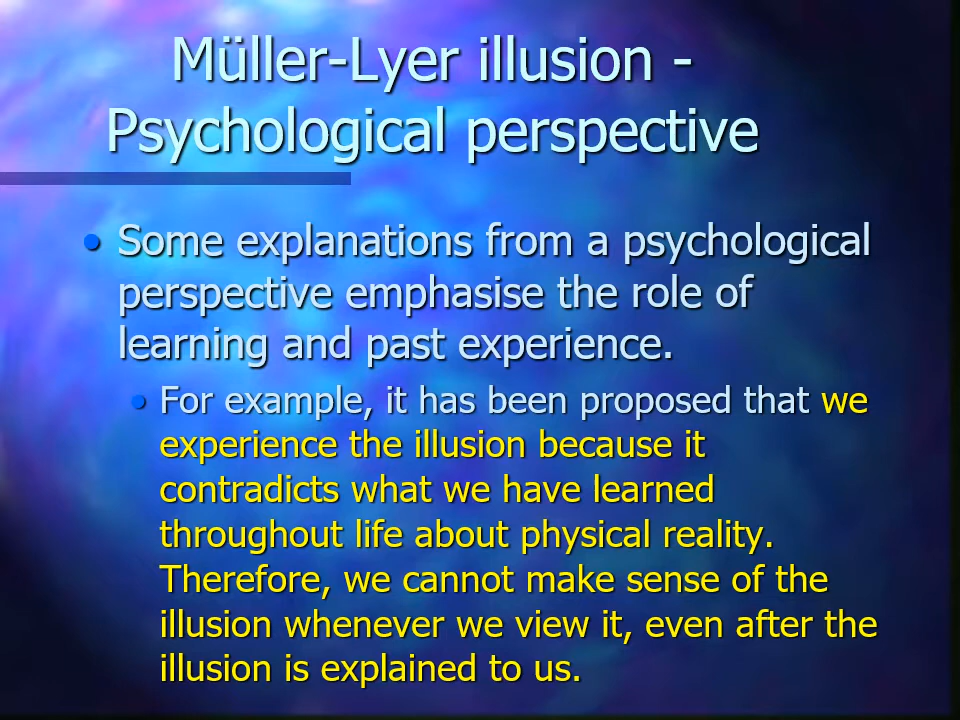 Müller-Lyer illusion -
Psychological perspective
• Some explanations from a psychological
perspective emphasise the role of
learning and past experience.
• For example, it has been proposed that we
experience the illusion because it
contradicts what we have learned
throughout life about physical reality.
Therefore, we cannot make sense of the
illusion whenever we view it, even after the
illusion is explained to us.